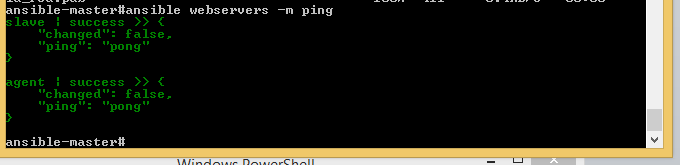 ansible-master#ansible webservers -m ping
slave | success >> {
    "changed": false,
    "ping": "pong"
}
agent | success >> {
    "changed": false,
    "ping": "pong"
}
ansible-master#
Windows PowerShell